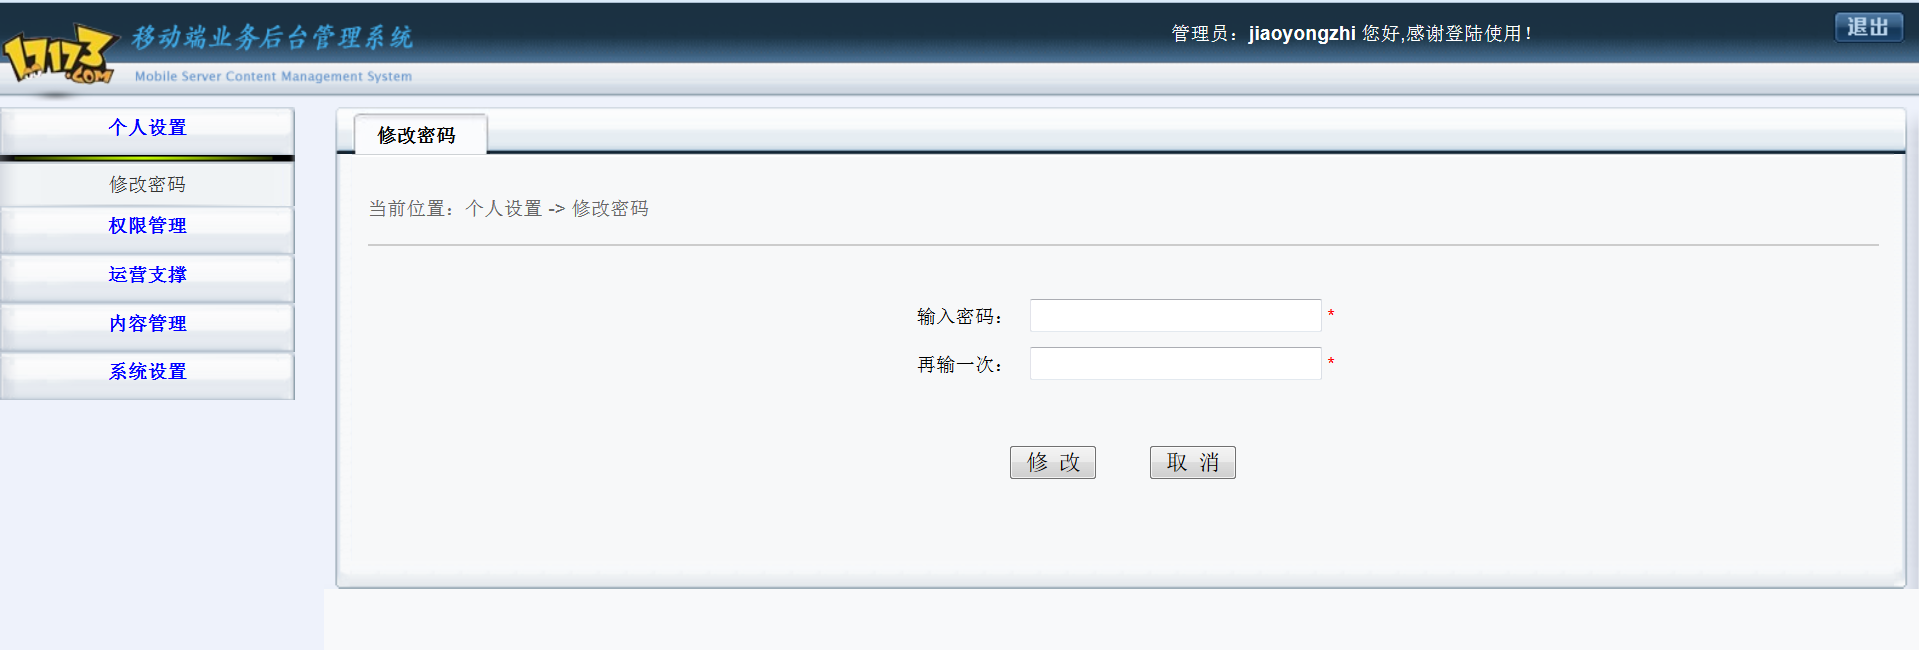 17173
.COM
移动端业务后台管理系统
Mobile Server Content Management System
管理员：jiaoyongzhi 您好,感谢登陆使用！
退出
个人设置
修改密码
权限管理
运营支撑
内容管理
系统设置
修改密码
当前位置：个人设置 -> 修改密码
输入密码： *
再输一次： *
修 改
取 消